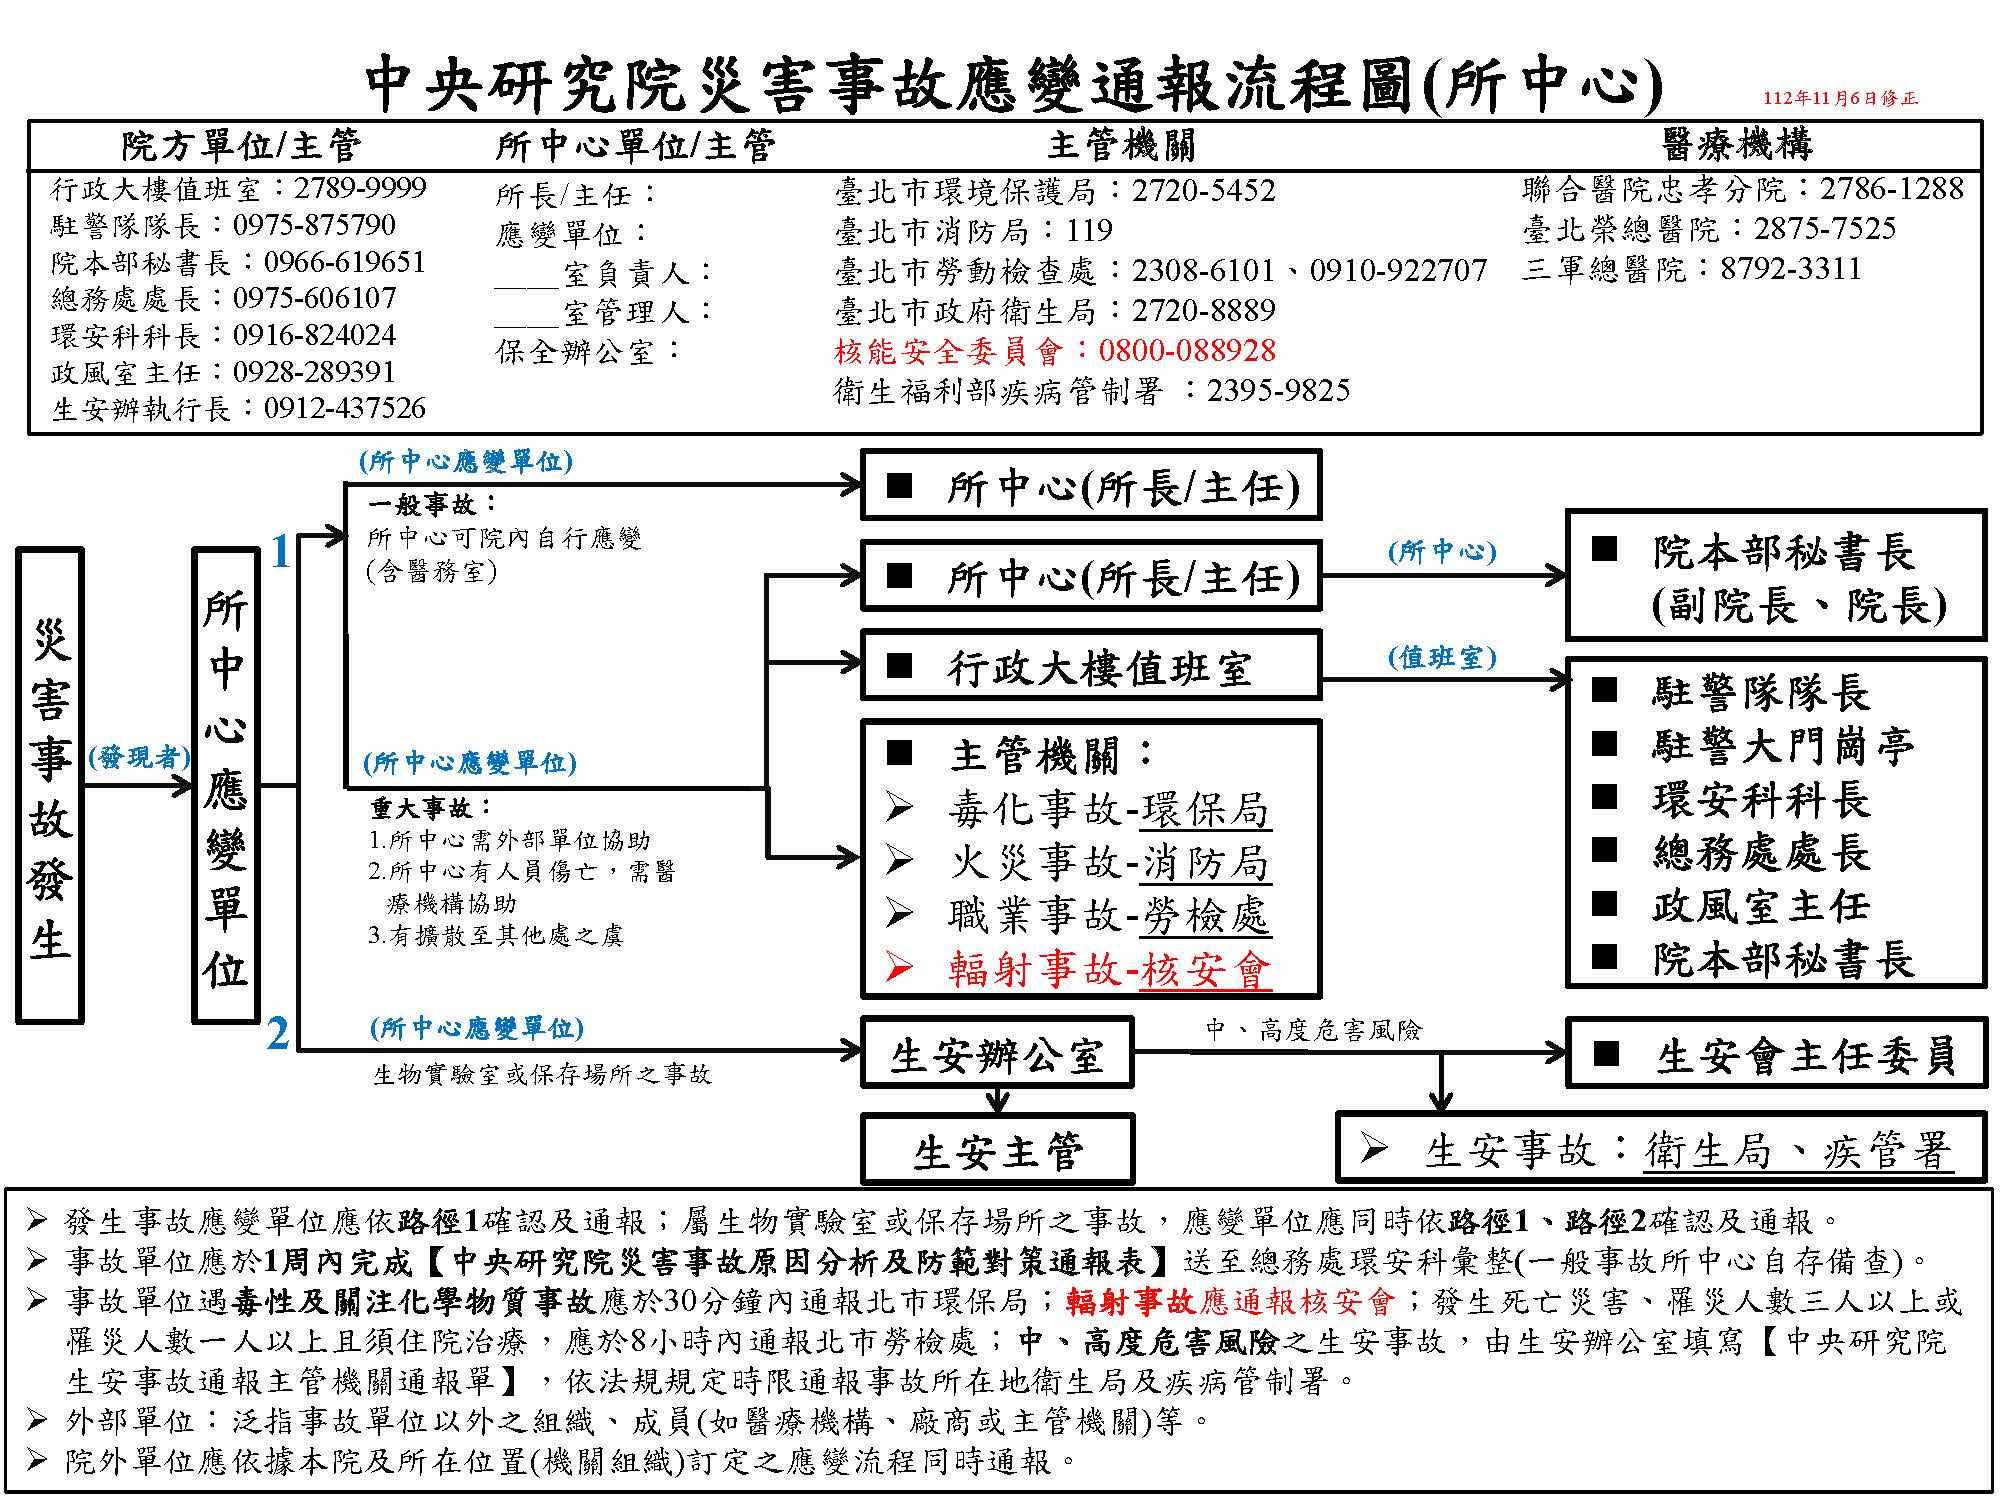 中央研究院災害事故應變通報流程圖(所中心)
112年11月6日修正
院方單位/主管
行政大樓值班室：2789-9999
駐警隊隊長：0975-875790
院本部秘書長：0966-619651
總務處處長：0975-606107
環安科科長：0916-824024
政風室主任：0928-289391
生安辦執行長：0912-437526
所中心單位/主管
所長/主任：
應變單位：
____室負責人：
____室管理人：
保全辦公室：
主管機關
臺北市環境保護局：2720-5452
臺北市消防局：119
臺北市勞動檢查處：2308-6101、0910-922707
臺北市政府衛生局：2720-8889
核能安全委員會：0800-088928
衛生福利部疾病管制署 ：2395-9825
醫療機構
聯合醫院忠孝分院：2786-1288
臺北榮總醫院：2875-7525
三軍總醫院：8792-3311
災害事故發生
(發現者)
所中心應變單位
1
(所中心應變單位)
一般事故：
所中心可院內自行應變
(含醫務室)
■ 所中心(所長/主任)
(所中心應變單位)
重大事故：
1.所中心需外部單位協助
2.所中心有人員傷亡，需醫
療機構協助
3.有擴散至其他處之虞
■ 所中心(所長/主任)
(所中心)
■ 院本部秘書長
(副院長、院長)
■ 行政大樓值班室
(值班室)
■ 駐警隊隊長
■ 駐警大門崗亭
■ 環安科科長
■ 總務處處長
■ 政風室主任
■ 院本部秘書長
■ 主管機關：
➢ 毒化事故-環保局
➢ 火災事故-消防局
➢ 職業事故-勞檢處
➢ 輻射事故-核安會
2
(所中心應變單位)
生物實驗室或保存場所之事故
生安辦公室
生安主管
中、高度危害風險
■ 生安會主任委員
➢ 生安事故：衛生局、疾管署
➢ 發生事故應變單位應依路徑1確認及通報；屬生物實驗室或保存場所之事故，應變單位應同時依路徑1、路徑2確認及通報。
➢ 事故單位應於1周內完成【中央研究院災害事故原因分析及防範對策通報表】送至總務處環安科彙整(一般事故所中心自存備查)。
➢ 事故單位遇毒性及關注化學物質事故應於30分鐘內通報北市環保局；輻射事故應通報核安會；發生死亡災害、罹災人數三人以上或
罹災人數一人以上且須住院治療，應於8小時內通報北市勞檢處；中、高度危害風險之生安事故，由生安辦公室填寫【中央研究院
生安事故通報主管機關通報單】，依法規規定時限通報事故所在地衛生局及疾病管制署。
➢ 外部單位：泛指事故單位以外之組織、成員(如醫療機構、廠商或主管機關)等。
➢ 院外單位應依據本院及所在位置(機關組織)訂定之應變流程同時通報。